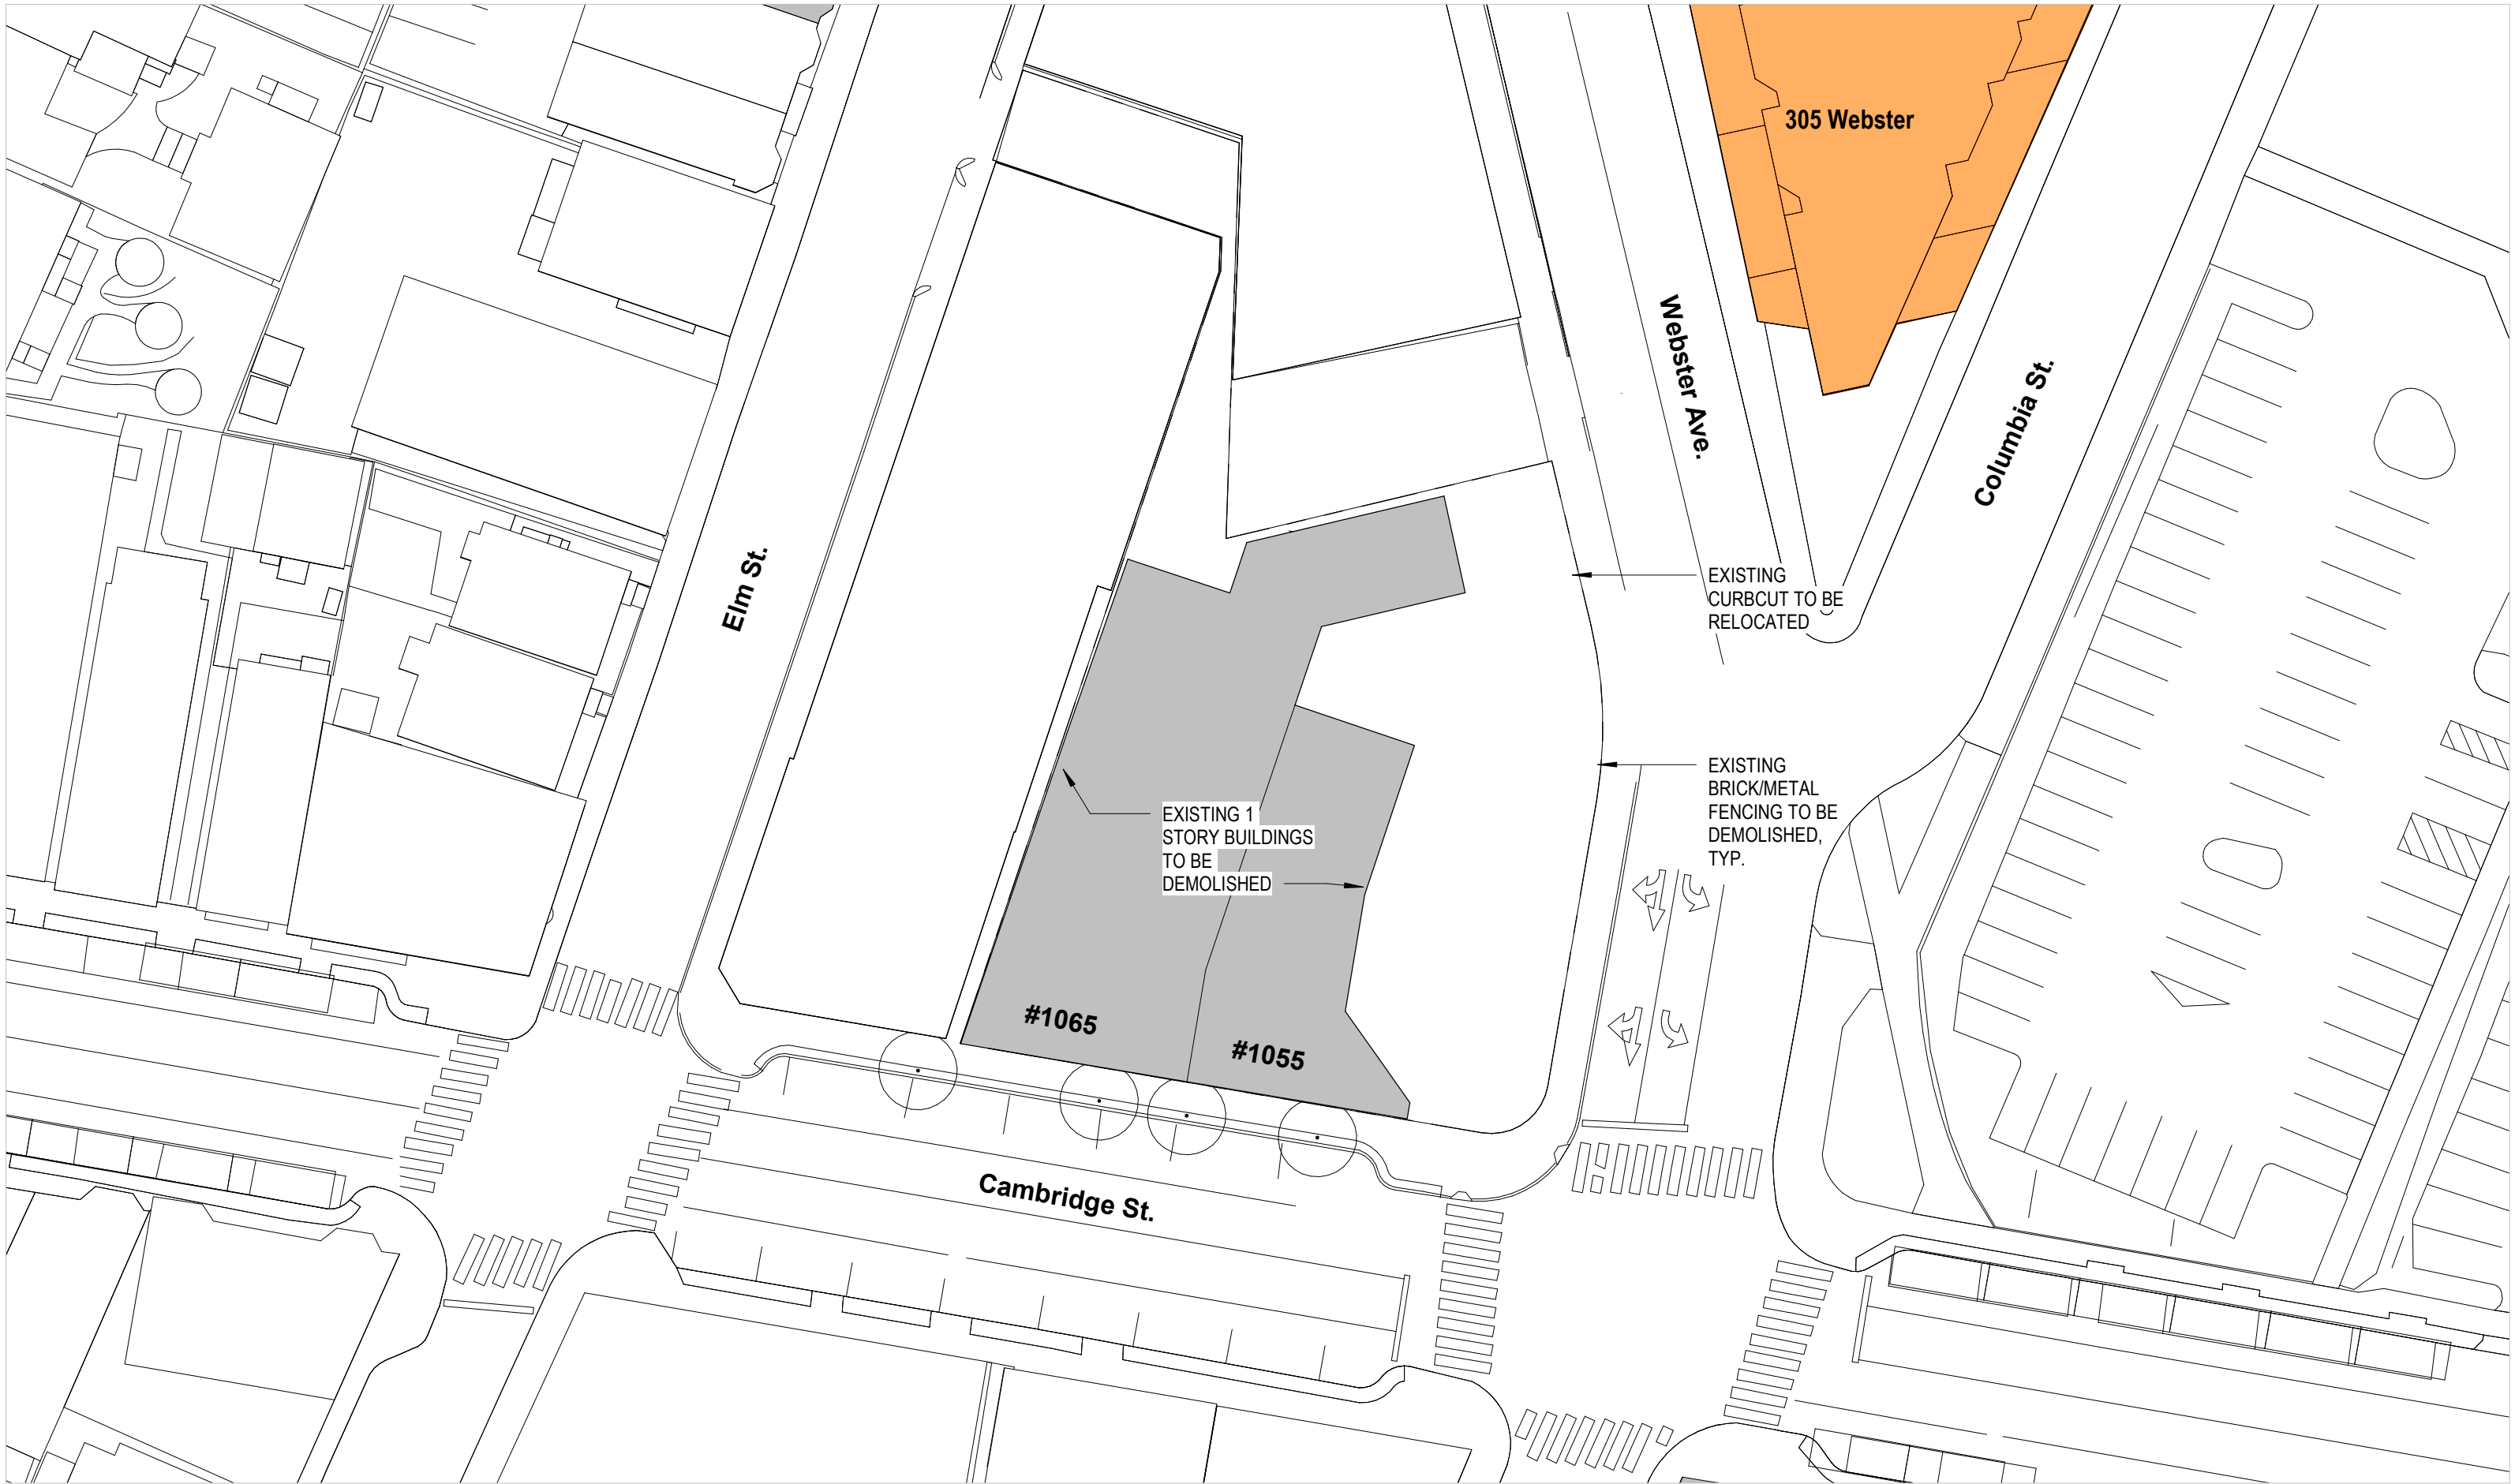 305 Webster
Webster Ave.
Columbia St.
Elm St.
EXISTING
CURBCUT TO BE
RELOCATED
EXISTING
BRICK/METAL
FENCING TO BE
DEMOLISHED,
TYP.
EXISTING 1
STORY BUILDINGS
TO BE
DEMOLISHED
#1065
#1055
Cambridge St.